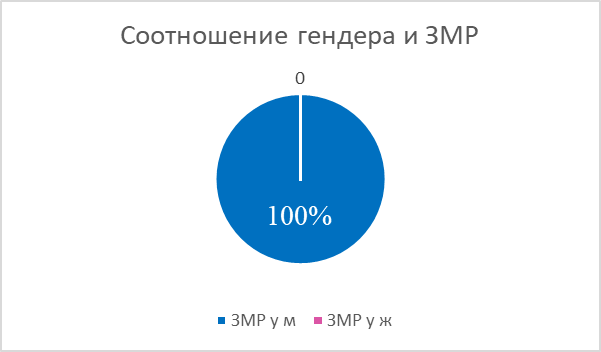 Соотношение гендера и ЗМР
0
100%
ЗМР у м ЗМР у ж